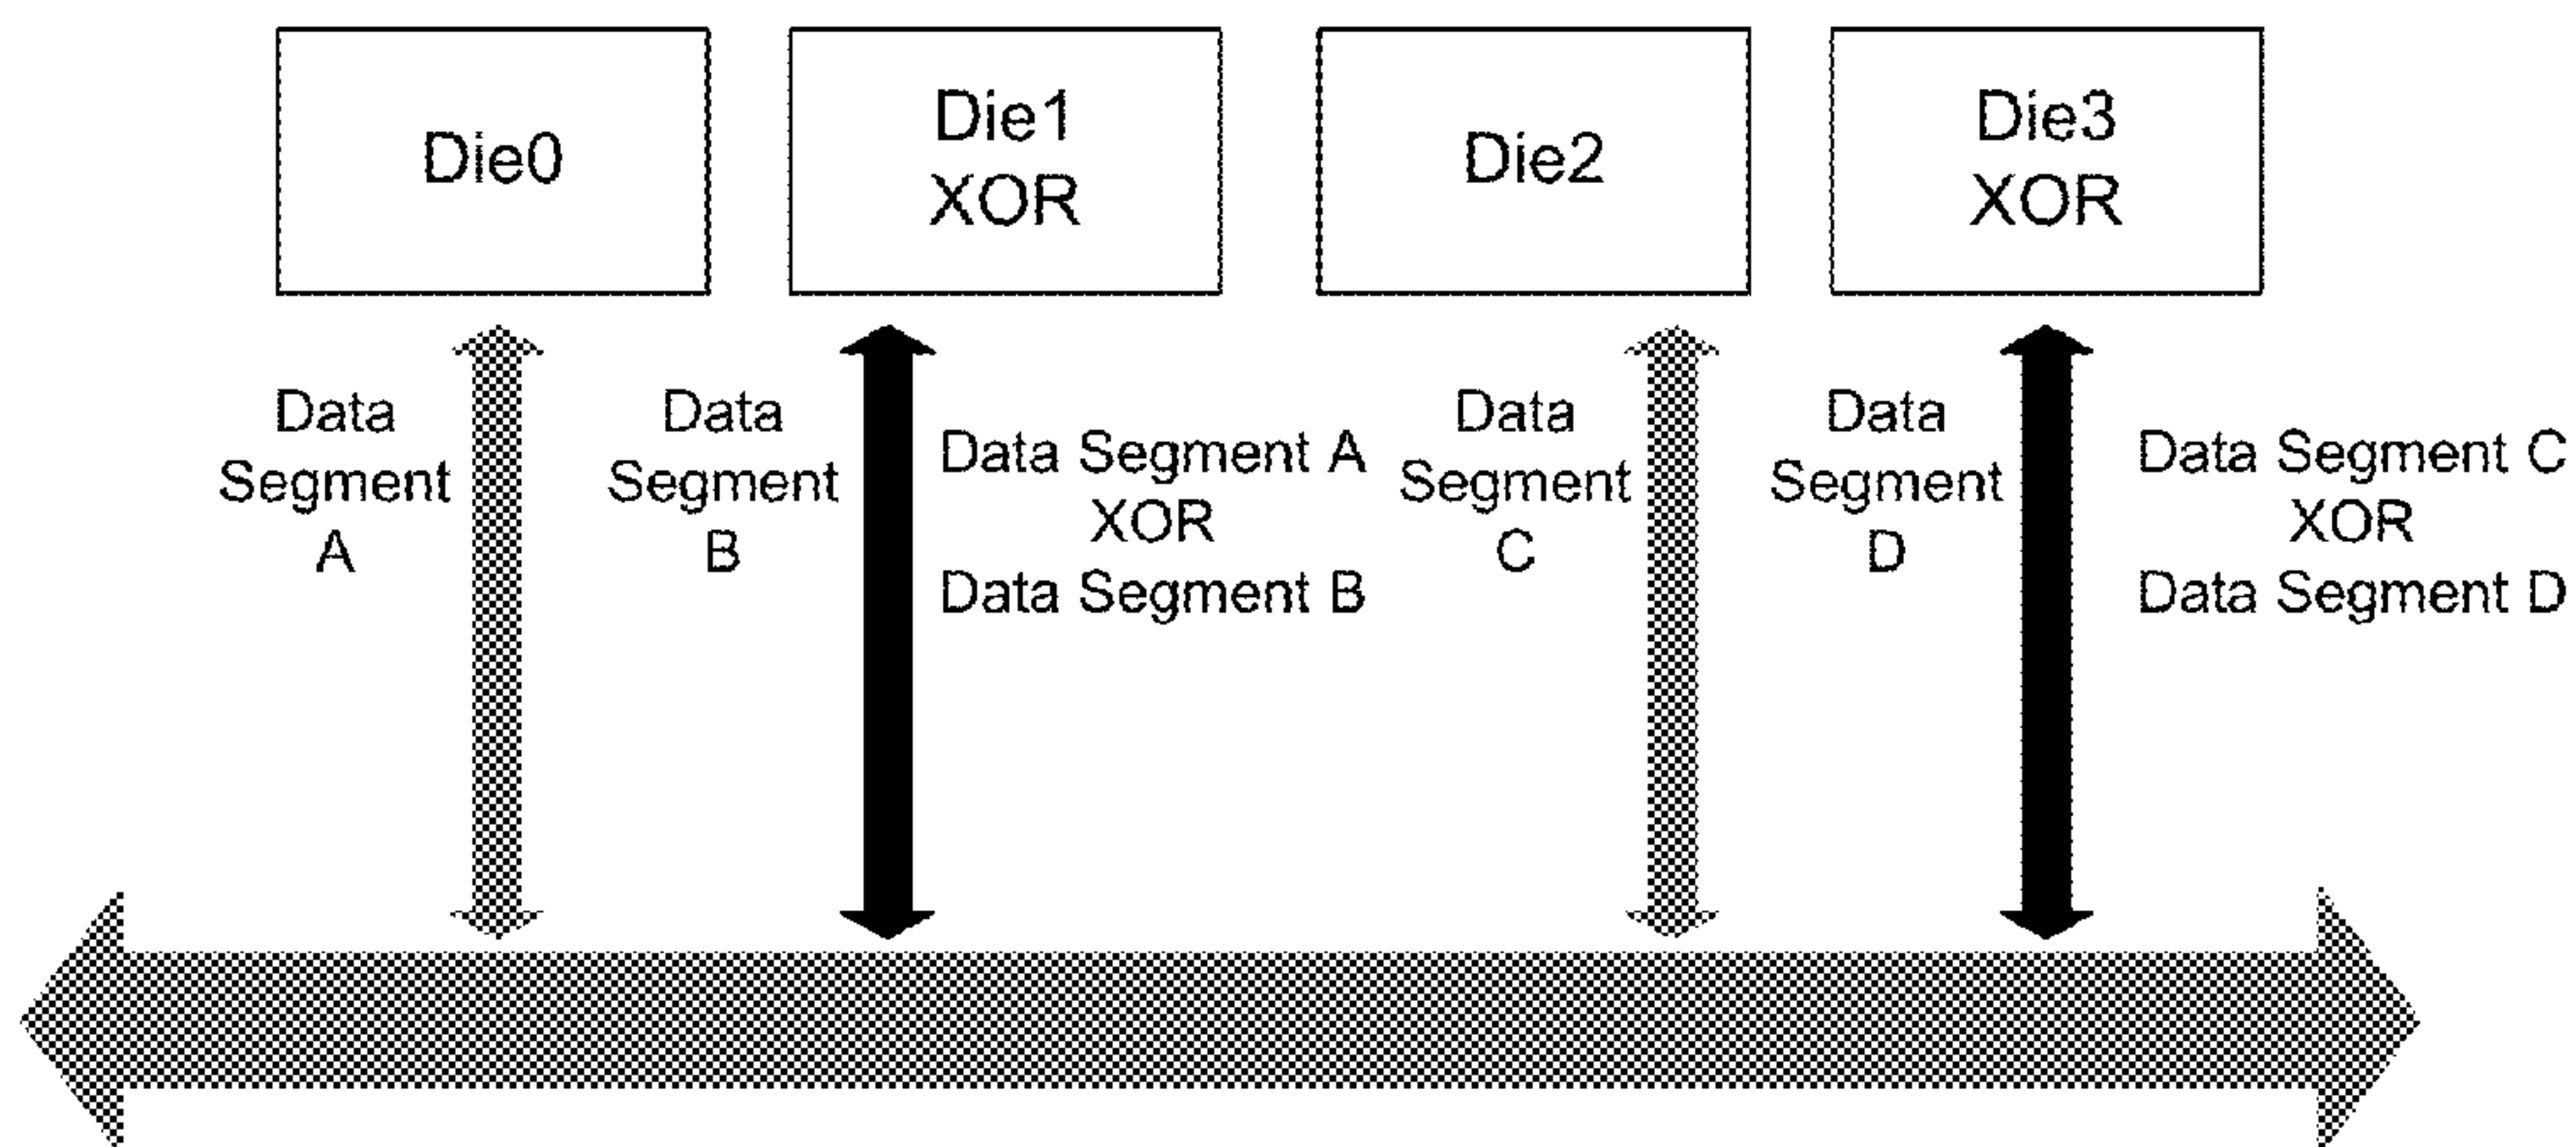 Die0
Die1
XOR
Die2
Die3
XOR
Data
Segment
A
Data
Segment
B
Data Segment A
XOR
Data Segment B
Data
Segment
C
Data
Segment
D
Data Segment C
XOR
Data Segment D